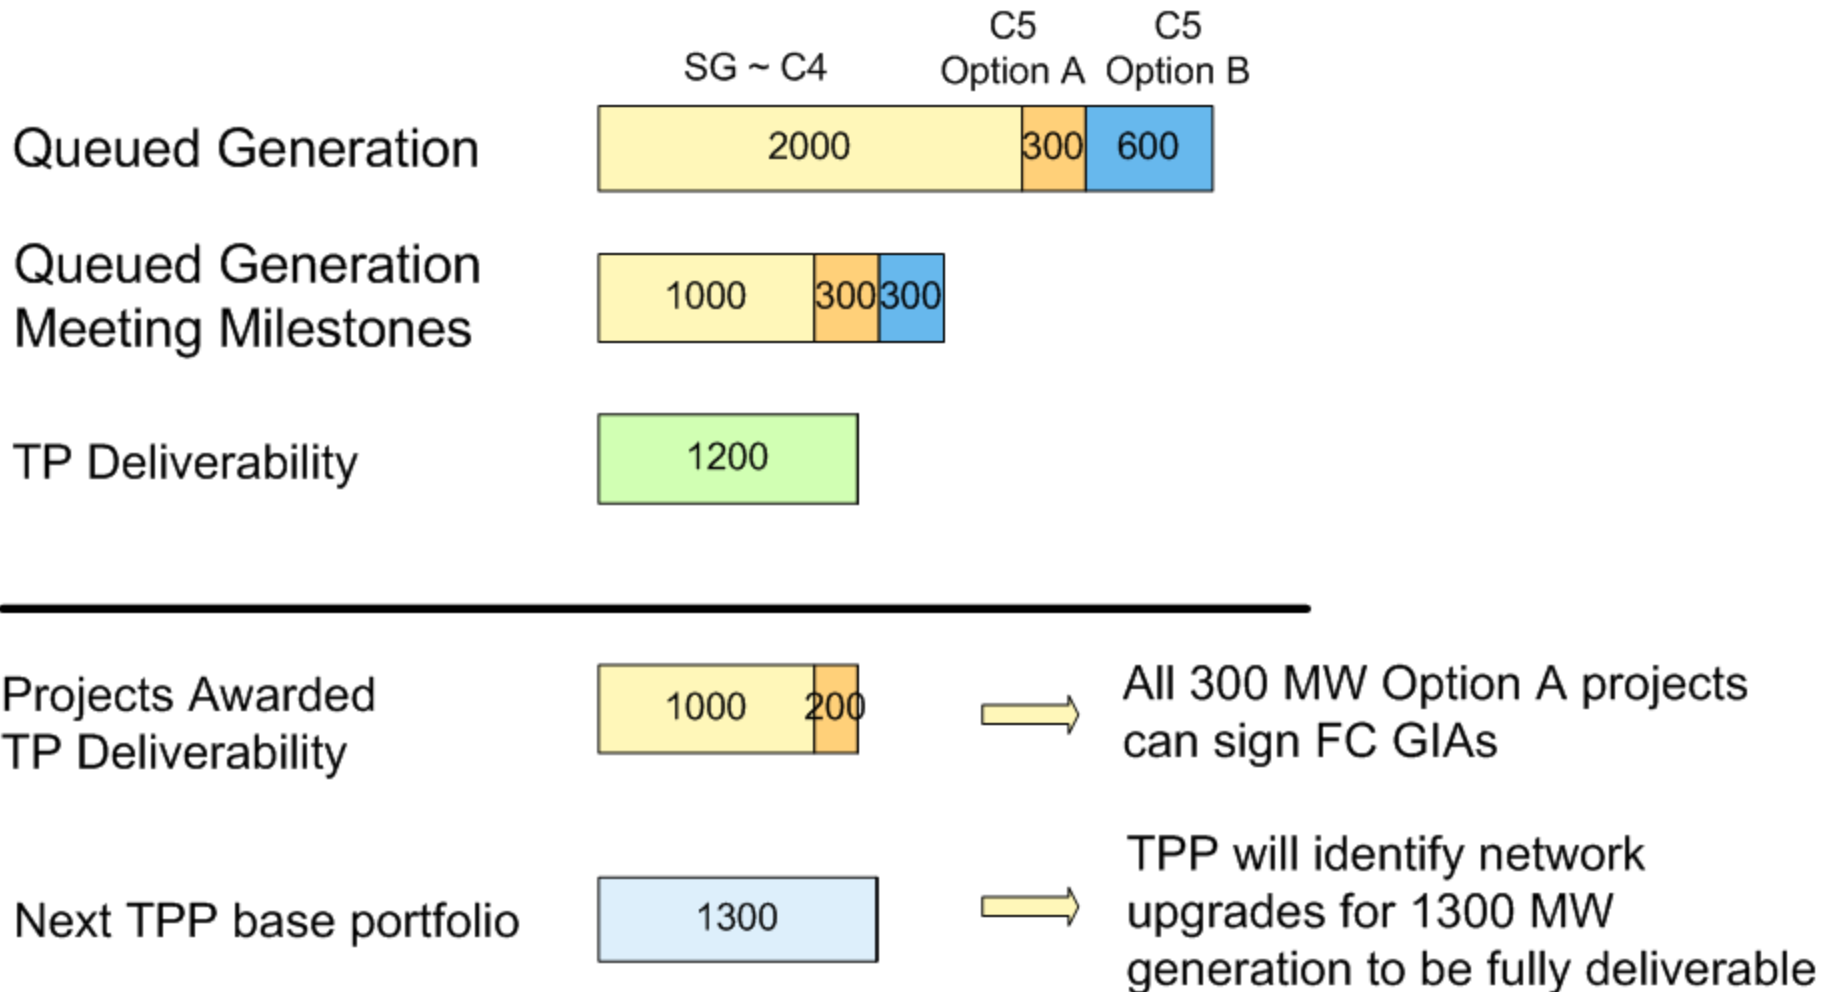 SG ~ C4
C5
Option A
C5
Option B
Queued Generation
2000
300
600
Queued Generation
Meeting Milestones
1000
300
300
TP Deliverability
1200
Projects Awarded
TP Deliverability
1000
200
All 300 MW Option A projects
can sign FC GIAs
Next TPP base portfolio
1300
TPP will identify network
upgrades for 1300 MW
generation to be fully deliverable